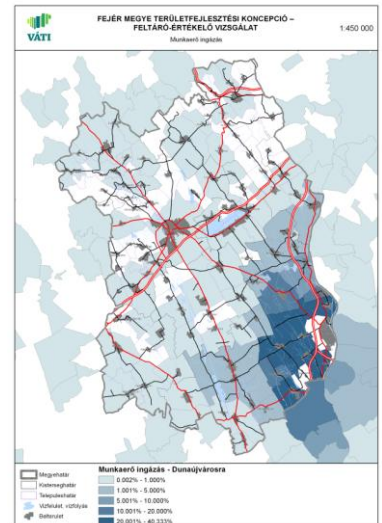 VÁTI
FEJÉR MEGYE TERÜLETFEJLESZTÉSI KONCEPCIÓ –
FELTÁRÓ-ÉRTÉKELŐ VIZSGÁLAT
Munkaerő ingázás
1:450 000
Megyehatár
Kistérséghatár
Településhatár
Vízfelület, vízfolyás
Belterület
Munkaerő ingázás - Dunaújvárosra
0.002% - 1.000%
1.001% - 5.000%
5.001% - 10.000%
10.001% - 20.000%
20.001% - 40.333%